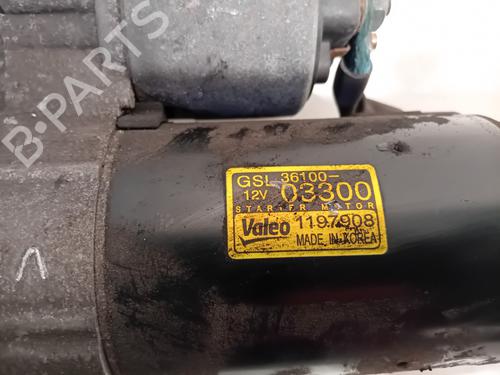 B-PARTS
GSL 36100-
12V 03300
STARTER MOTOR
Valeo 1197908
MADE IN KOREA